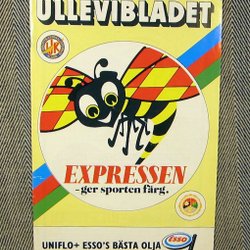 ULLEVIBLADET
EXPRESSEN
-ger sporten färg.
UNIFLO+ ESSO'S BÄSTA OLJA
ESSO